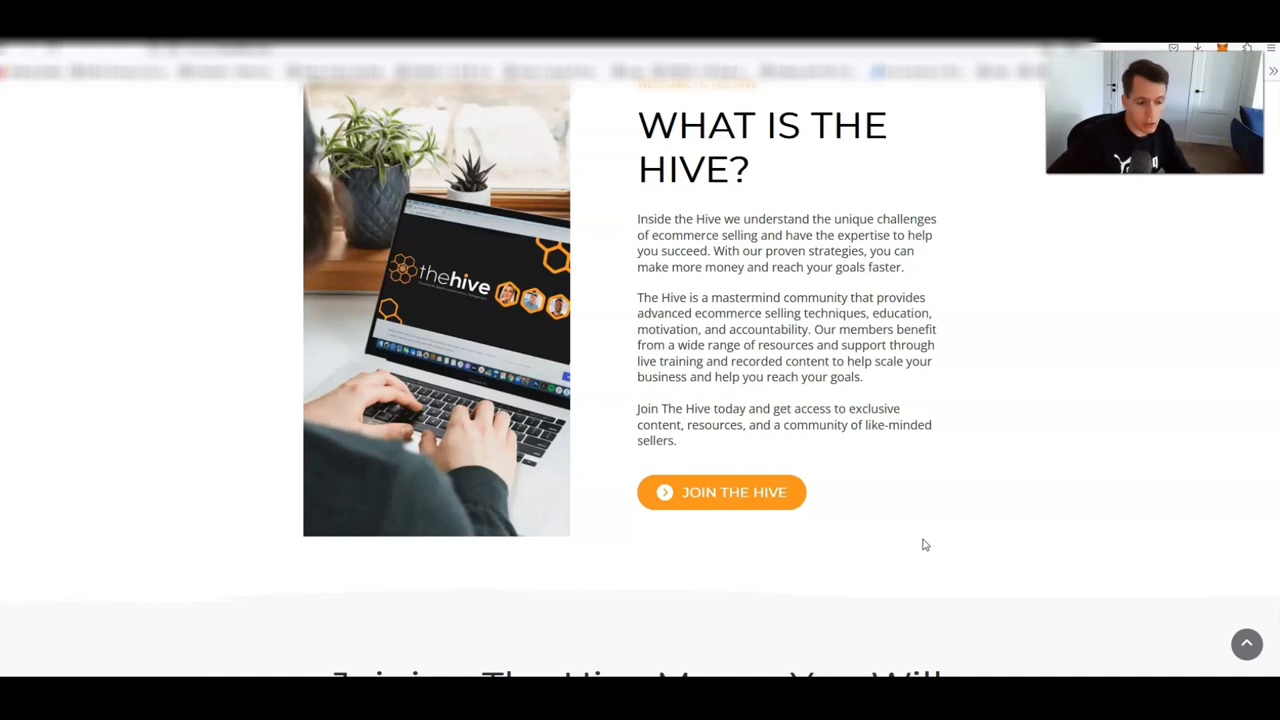 WELCOME TO THE HIVE
WHAT IS THE
HIVE?
Inside the Hive we understand the unique challenges
of ecommerce selling and have the expertise to help
you succeed. With our proven strategies, you can
make more money and reach your goals faster.
The Hive is a mastermind community that provides
advanced ecommerce selling techniques, education,
motivation, and accountability. Our members benefit
from a wide range of resources and support through
live training and recorded content to help scale your
business and help you reach your goals.
Join The Hive today and get access to exclusive
content, resources, and a community of like-minded
sellers.
JOIN THE HIVE
thehive